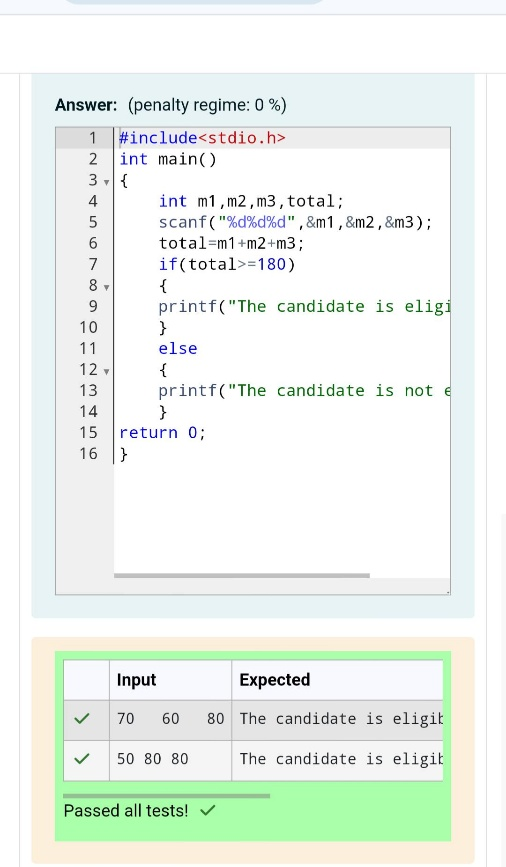 Answer: (penalty regime: 0 %)
1 #include<stdio.h>
2 int main()
3 {
4 int m1,m2,m3,total;
5 scanf("%d%d%d",&m1,&m2,&m3);
6 total=m1+m2+m3;
7 if(total>=180)
8 {
9 printf("The candidate is eligi
10 }
11 else
12 {
13 printf("The candidate is not e
14 }
15 return 0;
16 }
Input Expected
70 60 80 The candidate is eligib
50 80 80 The candidate is eligib
Passed all tests!